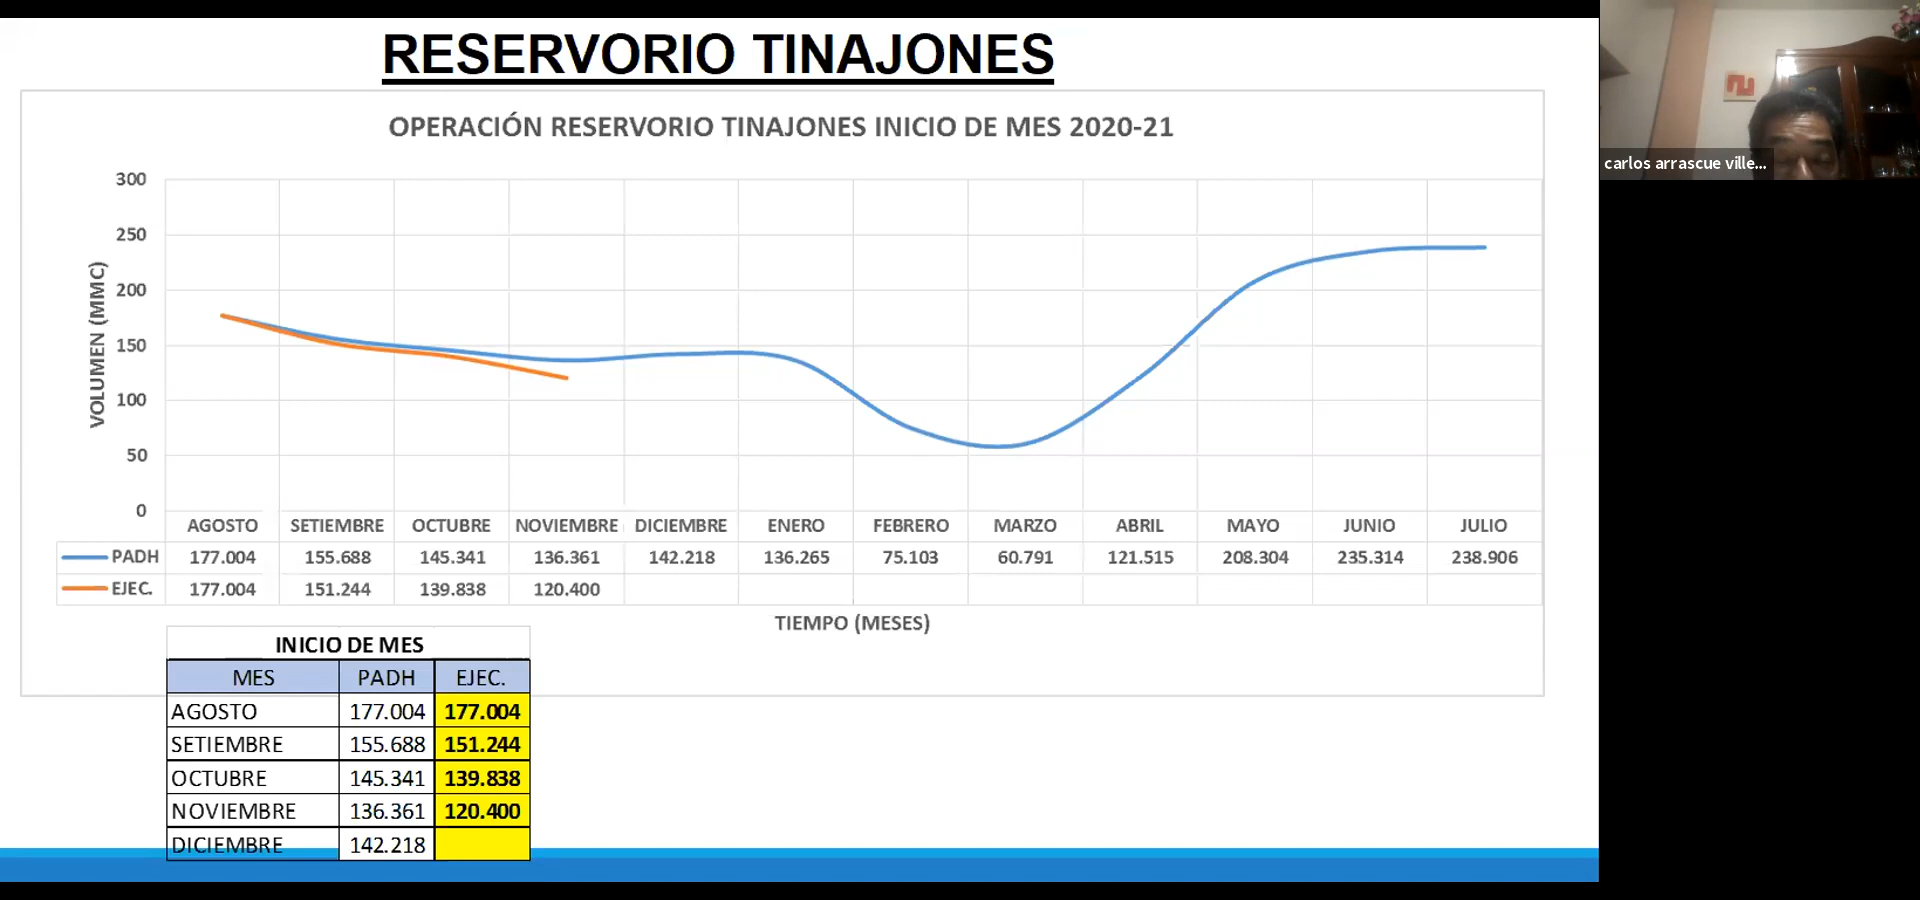 RESERVORIO TINAJONES
carlos arrascue ville...
OPERACIÓN RESERVORIO TINAJONES INICIO DE MES 2020-21
VOLUMEN (MMC)
300
250
200
150
100
50
0
AGOSTO SETIEMBRE OCTUBRE NOVIEMBRE DICIEMBRE ENERO FEBRERO MARZO ABRIL MAYO JUNIO JULIO
PADH 177.004 155.688 145.341 136.361 142.218 136.265 75.103 60.791 121.515 208.304 235.314 238.906
EJEC. 177.004 151.244 139.838 120.400
TIEMPO (MESES)
INICIO DE MES
MES PADH EJEC.
AGOSTO 177.004 177.004
SETIEMBRE 155.688 151.244
OCTUBRE 145.341 139.838
NOVIEMBRE 136.361 120.400
DICIEMBRE 142.218